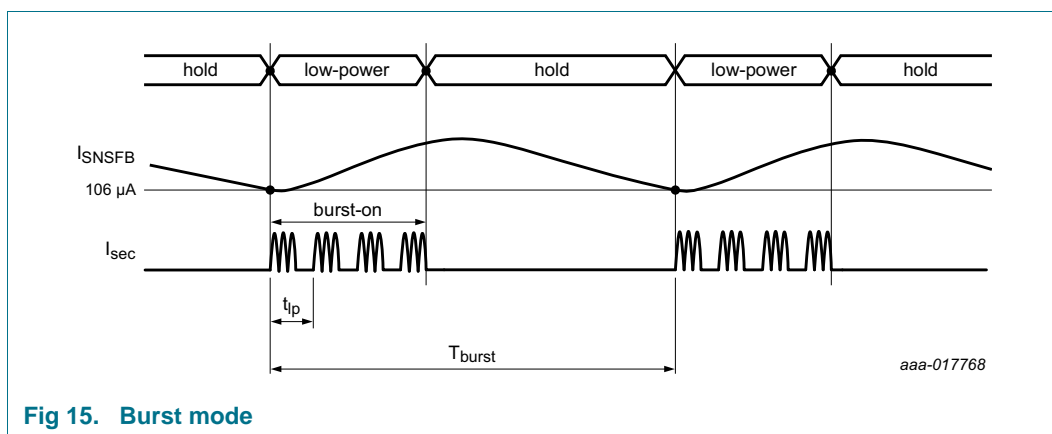 hold low-power hold low-power hold
ISNSFB
106 µA
burst-on
Isec
tlp
Tburst
aaa-017768
Fig 15. Burst mode